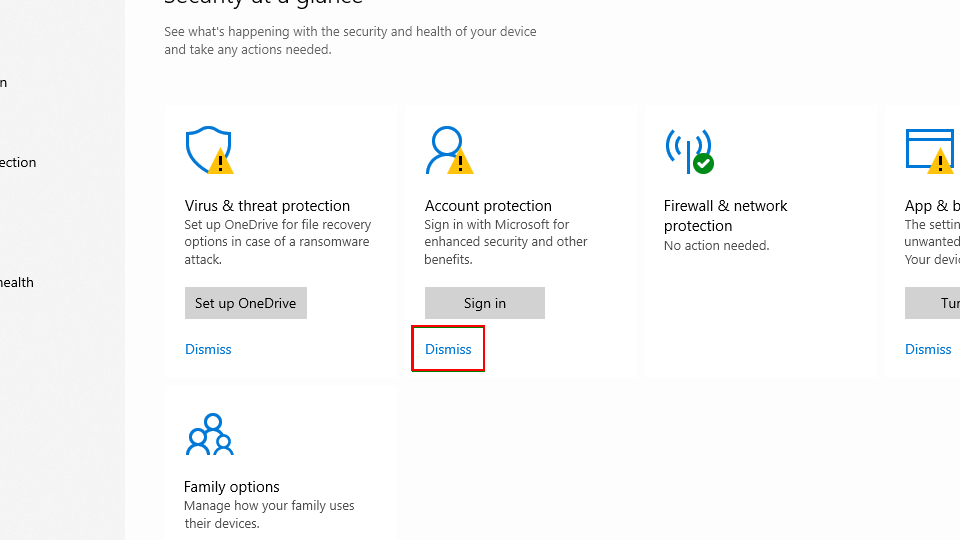 Security at a glance
See what's happening with the security and health of your device
and take any actions needed.
n
ection
health
Virus & threat protection
Set up OneDrive for file recovery
options in case of a ransomware
attack.
Set up OneDrive
Dismiss
Account protection
Sign in with Microsoft for
enhanced security and other
benefits.
Sign in
Dismiss
Firewall & network
protection
No action needed.
App & b
The settin
unwanted
Your devic
Tur
Dismiss
Family options
Manage how your family uses
their devices.